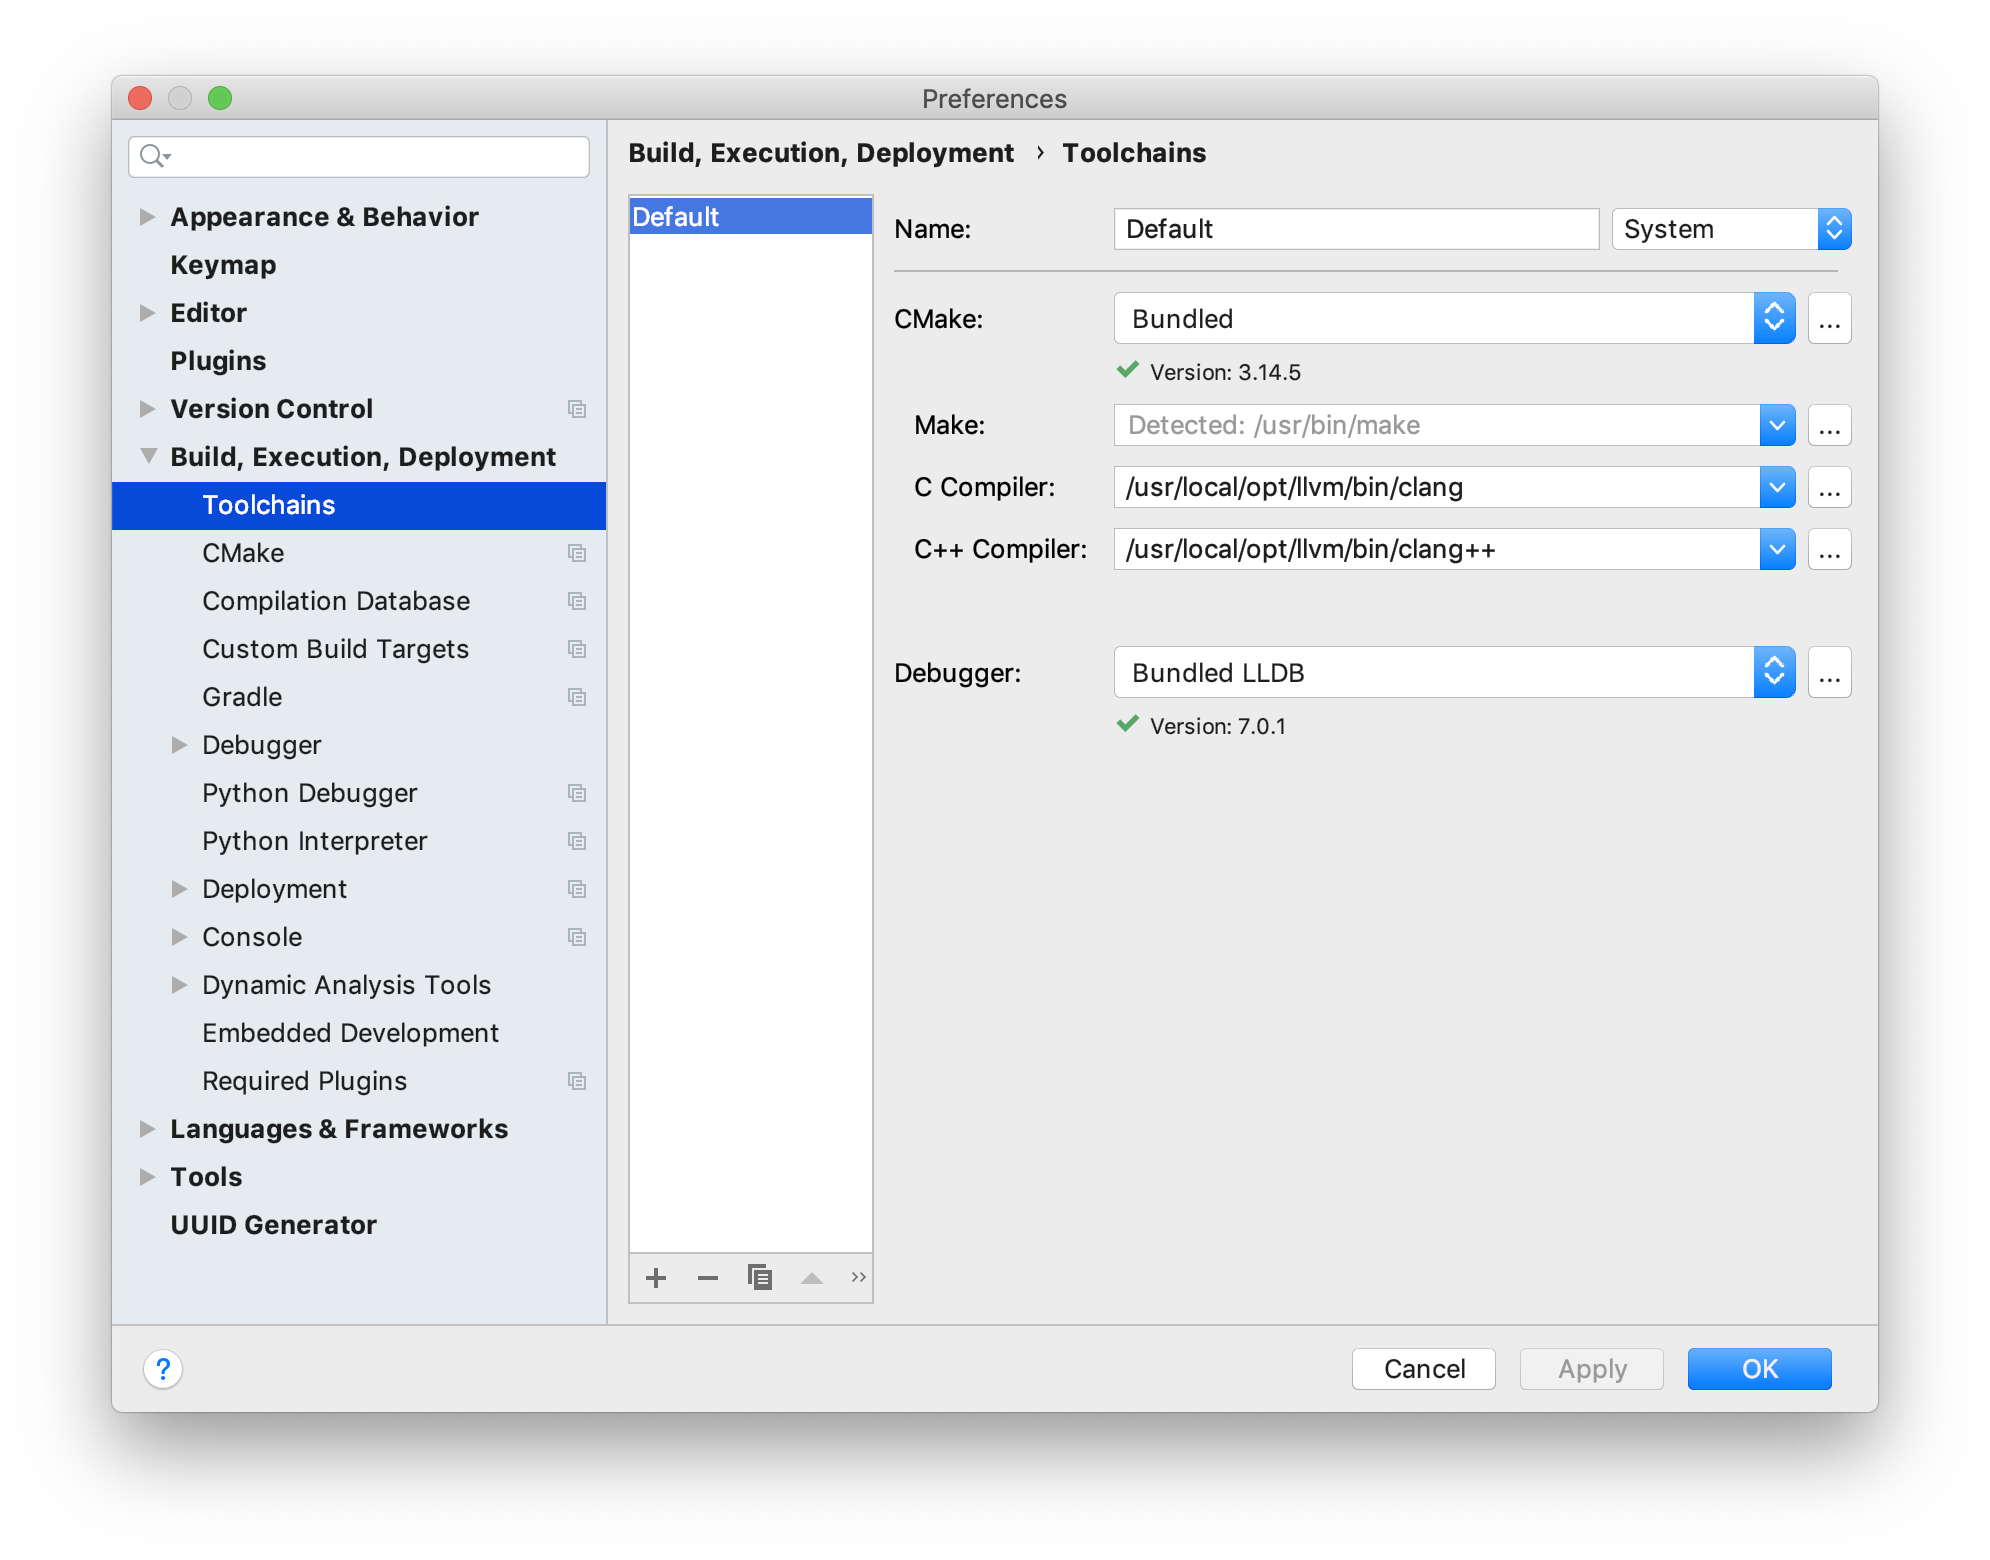 Preferences
Appearance & Behavior
Keymap
Editor
Plugins
Version Control
Build, Execution, Deployment
Toolchains
CMake
Compilation Database
Custom Build Targets
Gradle
Debugger
Python Debugger
Python Interpreter
Deployment
Console
Dynamic Analysis Tools
Embedded Development
Required Plugins
Languages & Frameworks
Tools
UUID Generator
Build, Execution, Deployment › Toolchains
Default
Name: Default System
CMake: Bundled ...
Version: 3.14.5
Make: Detected: /usr/bin/make ...
C Compiler: /usr/local/opt/llvm/bin/clang ...
C++ Compiler: /usr/local/opt/llvm/bin/clang++ ...
Debugger: Bundled LLDB ...
Version: 7.0.1
? Cancel Apply OK